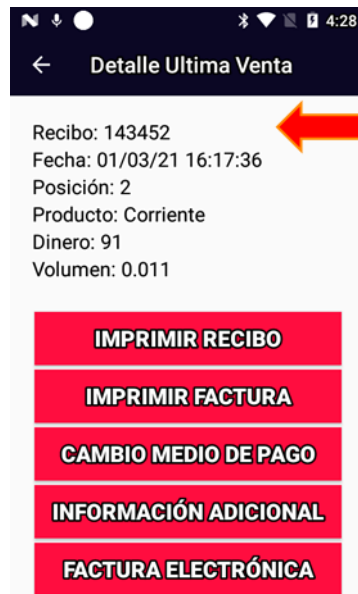 4:28
Detalle Ultima Venta
Recibo: 143452
Fecha: 01/03/21 16:17:36
Posición: 2
Producto: Corriente
Dinero: 91
Volumen: 0.011
IMPRIMIR RECIBO
IMPRIMIR FACTURA
CAMBIO MEDIO DE PAGO
INFORMACIÓN ADICIONAL
FACTURA ELECTRÓNICA